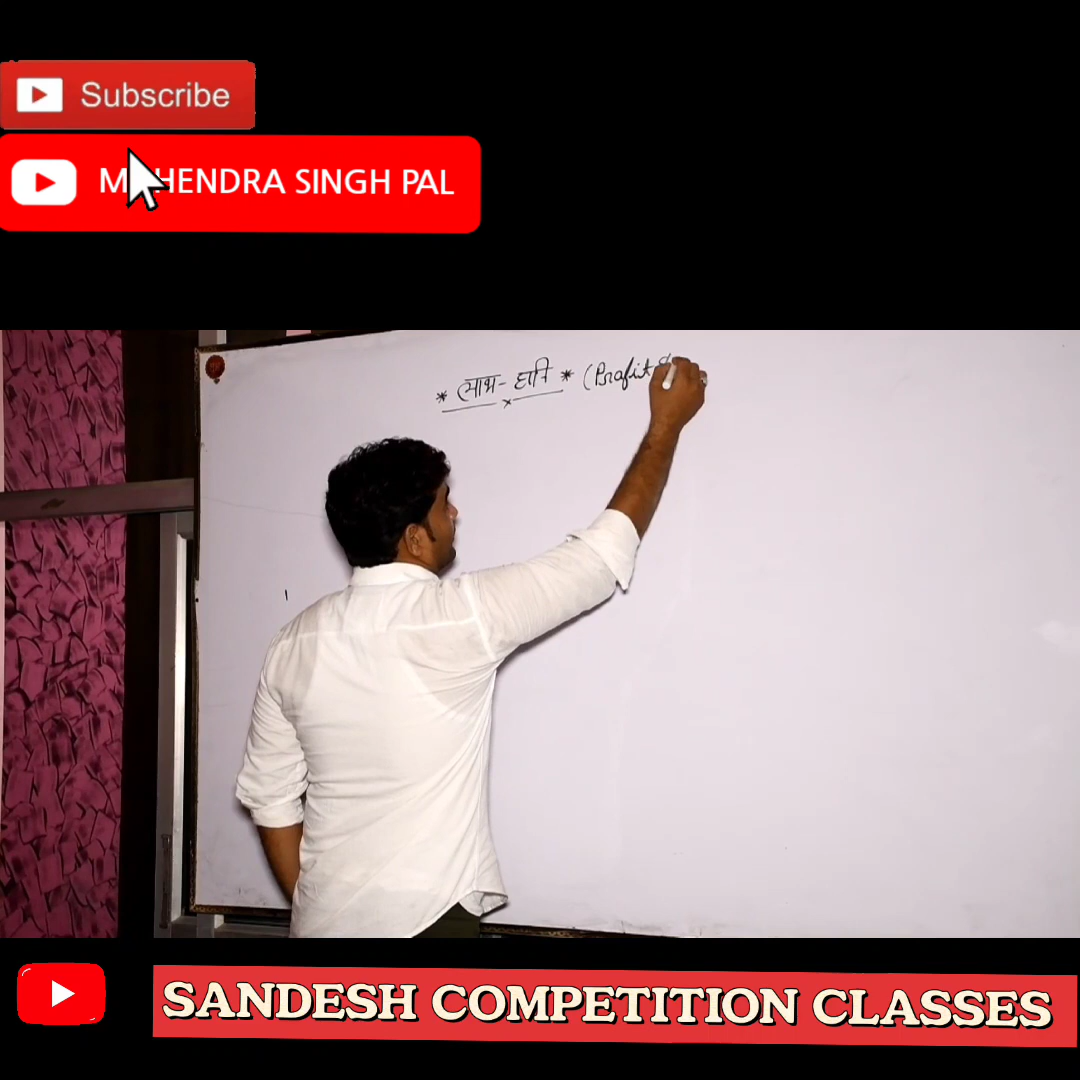 Subscribe
MAHENDRA SINGH PAL
* लाभ - हानि * (Profit &
SANDESH COMPETITION CLASSES